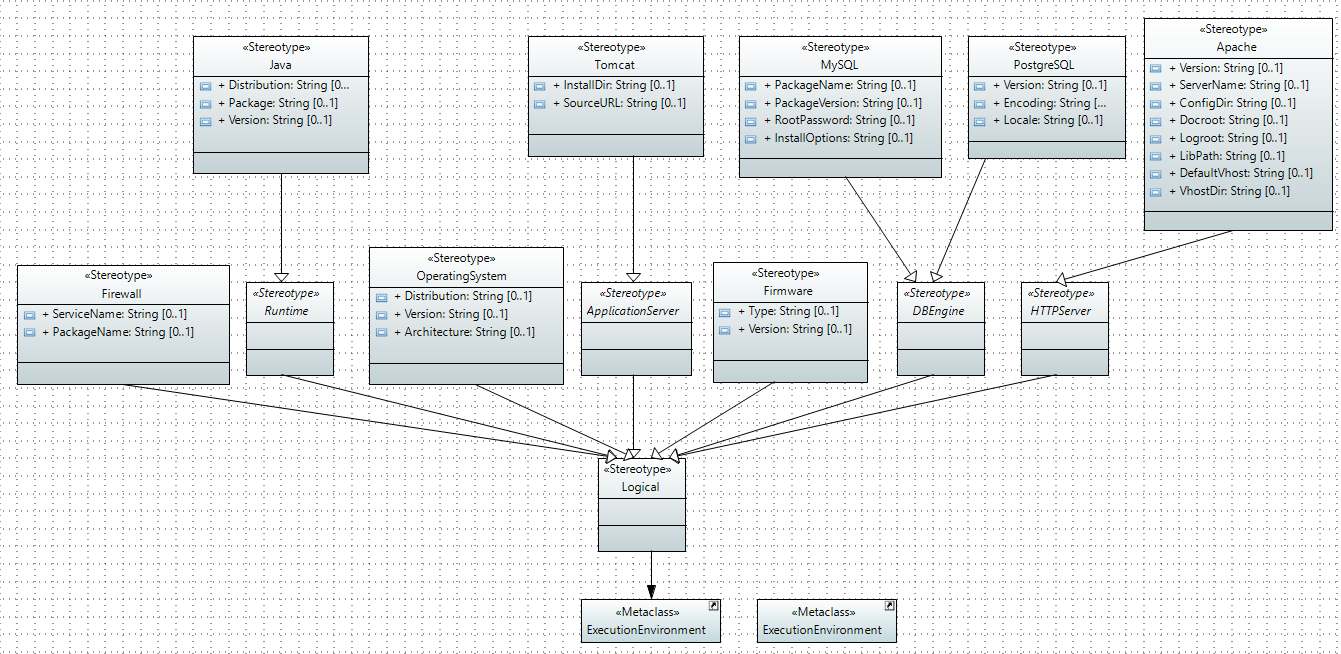 «Stereotype»
Java
+ Distribution: String [0...
+ Package: String [0..1]
+ Version: String [0..1]
«Stereotype»
Tomcat
+ InstallDir: String [0..1]
+ SourceURL: String [0..1]
«Stereotype»
MySQL
+ PackageName: String [0..1]
+ PackageVersion: String [0..1]
+ RootPassword: String [0..1]
+ InstallOptions: String [0..1]
«Stereotype»
PostgreSQL
+ Version: String [0..1]
+ Encoding: String [...
+ Locale: String [0..1]
«Stereotype»
Apache
+ Version: String [0..1]
+ ServerName: String [0..1]
+ ConfigDir: String [0..1]
+ Docroot: String [0..1]
+ Logroot: String [0..1]
+ LibPath: String [0..1]
+ DefaultVhost: String [0..1]
+ VhostDir: String [0..1]
«Stereotype»
Firewall
+ ServiceName: String [0..1]
+ PackageName: String [0..1]
«Stereotype»
Runtime
«Stereotype»
OperatingSystem
+ Distribution: String [0..1]
+ Version: String [0..1]
+ Architecture: String [0..1]
«Stereotype»
ApplicationServer
«Stereotype»
Firmware
+ Type: String [0..1]
+ Version: String [0..1]
«Stereotype»
DBEngine
«Stereotype»
HTTPServer
«Stereotype»
Logical
«Metaclass»
ExecutionEnvironment
«Metaclass»
ExecutionEnvironment